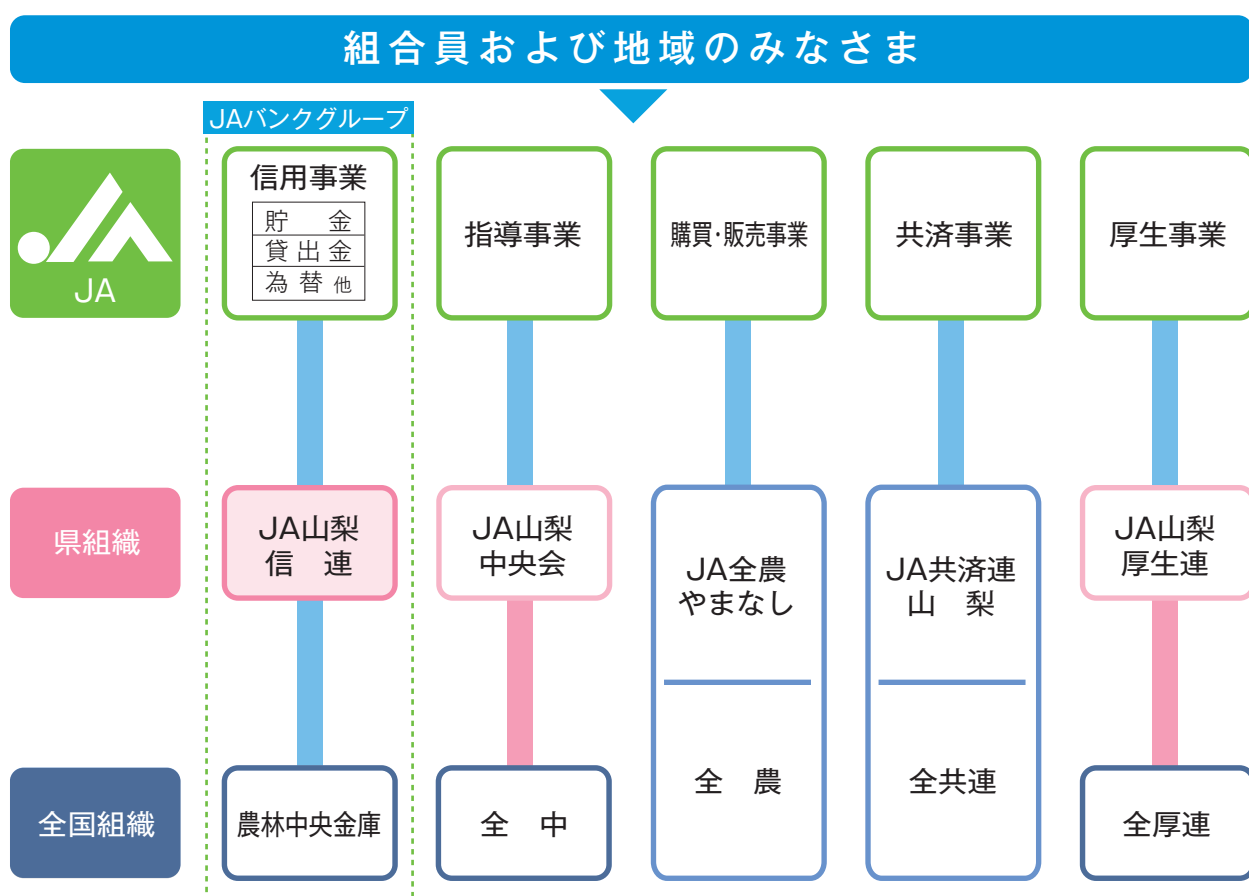 組合員および地域のみなさま
JAバンクグループ
JA
信用事業
貯金
貸出金
為替他
指導事業
購買・販売事業
共済事業
厚生事業
県組織
JA山梨
信連
JA山梨
中央会
JA全農
やまなし
JA共済連
山梨
JA山梨
厚生連
全国組織
農林中央金庫
全中
全農
全共連
全厚連